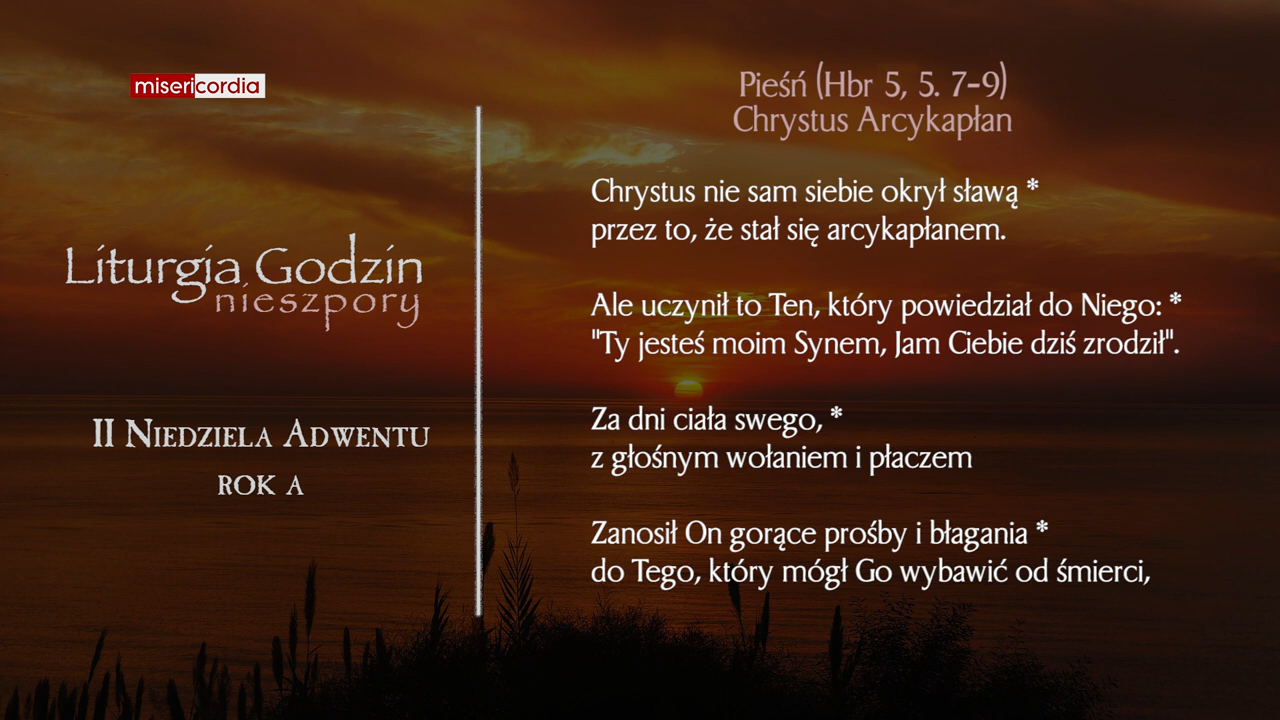 misericordia
Liturgia Godzin
nieszpory
II Niedziela Adwentu
rok a
Pieśń (Hbr 5, 5. 7-9)
Chrystus Arcykapłan
Chrystus nie sam siebie okrył sławą *
przez to, że stał się arcykapłanem.
Ale uczynił to Ten, który powiedział do Niego: *
"Ty jesteś moim Synem, Jam Ciebie dziś zrodził".
Za dni ciała swego, *
z głośnym wołaniem i płaczem
Zanosił On gorące prośby i błagania *
do Tego, który mógł Go wybawić od śmierci,